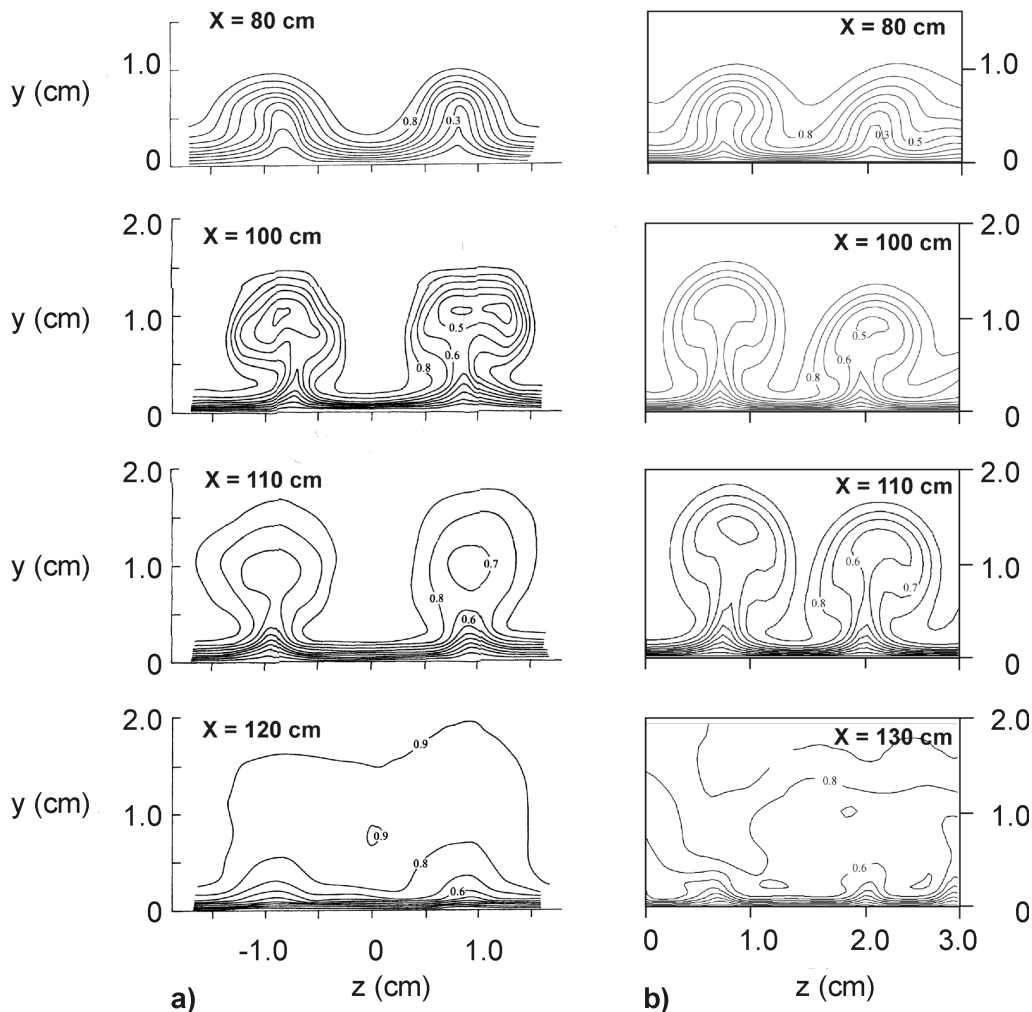 X = 80 cm
1.0
y (cm)
0.8
0.3
0
X = 80 cm
1.0
0.8
0.3
0.5
0
2.0
X = 100 cm
y (cm)
1.0
0.5
0.6
0.8
0
2.0
X = 100 cm
1.0
0.5
0.6
0.8
0
2.0
X = 110 cm
y (cm)
1.0
0.7
0.8
0.6
0
2.0
X = 110 cm
1.0
0.6
0.7
0.8
0
2.0
X = 120 cm
0.9
y (cm)
1.0
0.9
0.8
0.6
0
2.0
X = 130 cm
0.8
1.0
0.6
0
-1.0 0 1.0
z (cm)
a)
0 1.0 2.0 3.0
z (cm)
b)